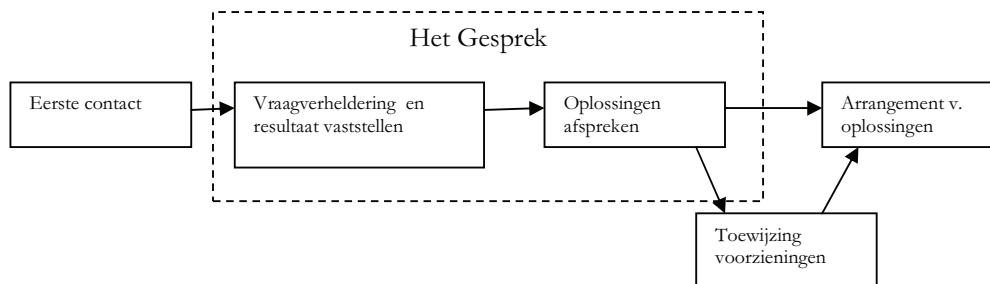 Het Gesprek
Eerste contact
Vraagverheldering en
resultaat vaststellen
Oplossingen
afspreken
Arrangement v.
oplossingen
Toewijzing
voorzieningen